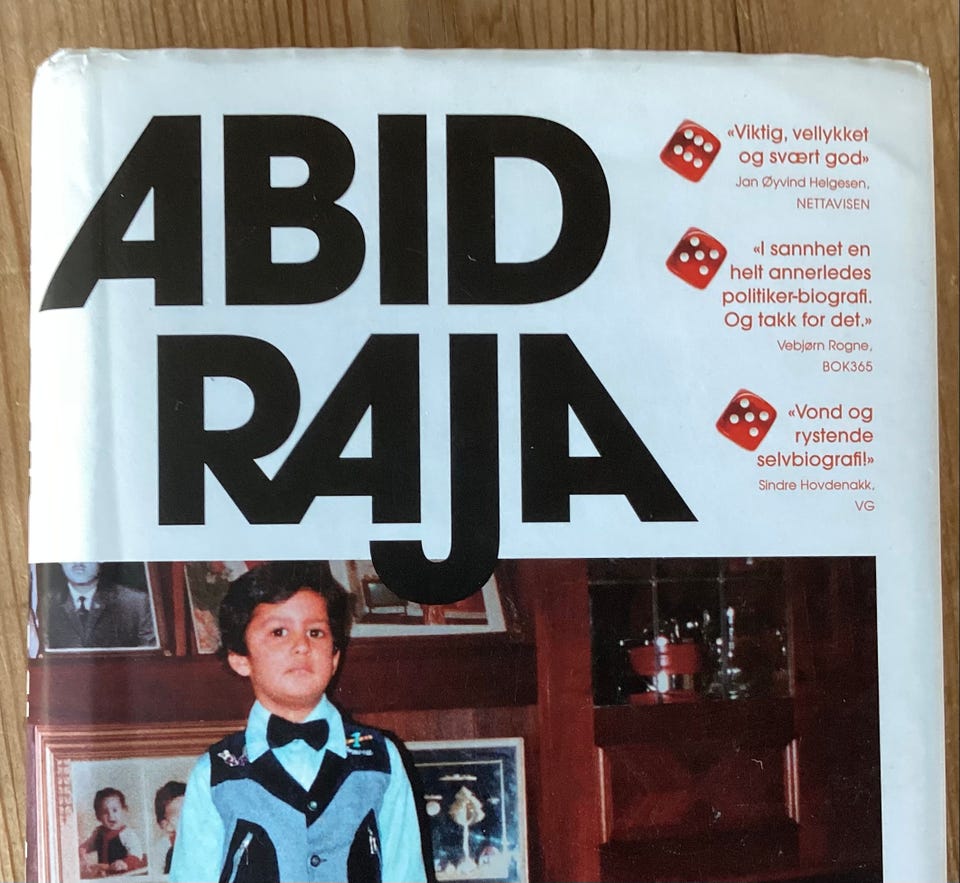 ABID
RAJA
«Viktig, vellykket
og svært god»
Jan Øyvind Helgesen,
NETTAVISEN
«I sannhet en
helt annerledes
politiker-biografi.
Og takk for det.»
Vebjørn Rogne,
BOK365
«Vond og
rystende
selvbiografi!»
Sindre Hovdenakk,
VG